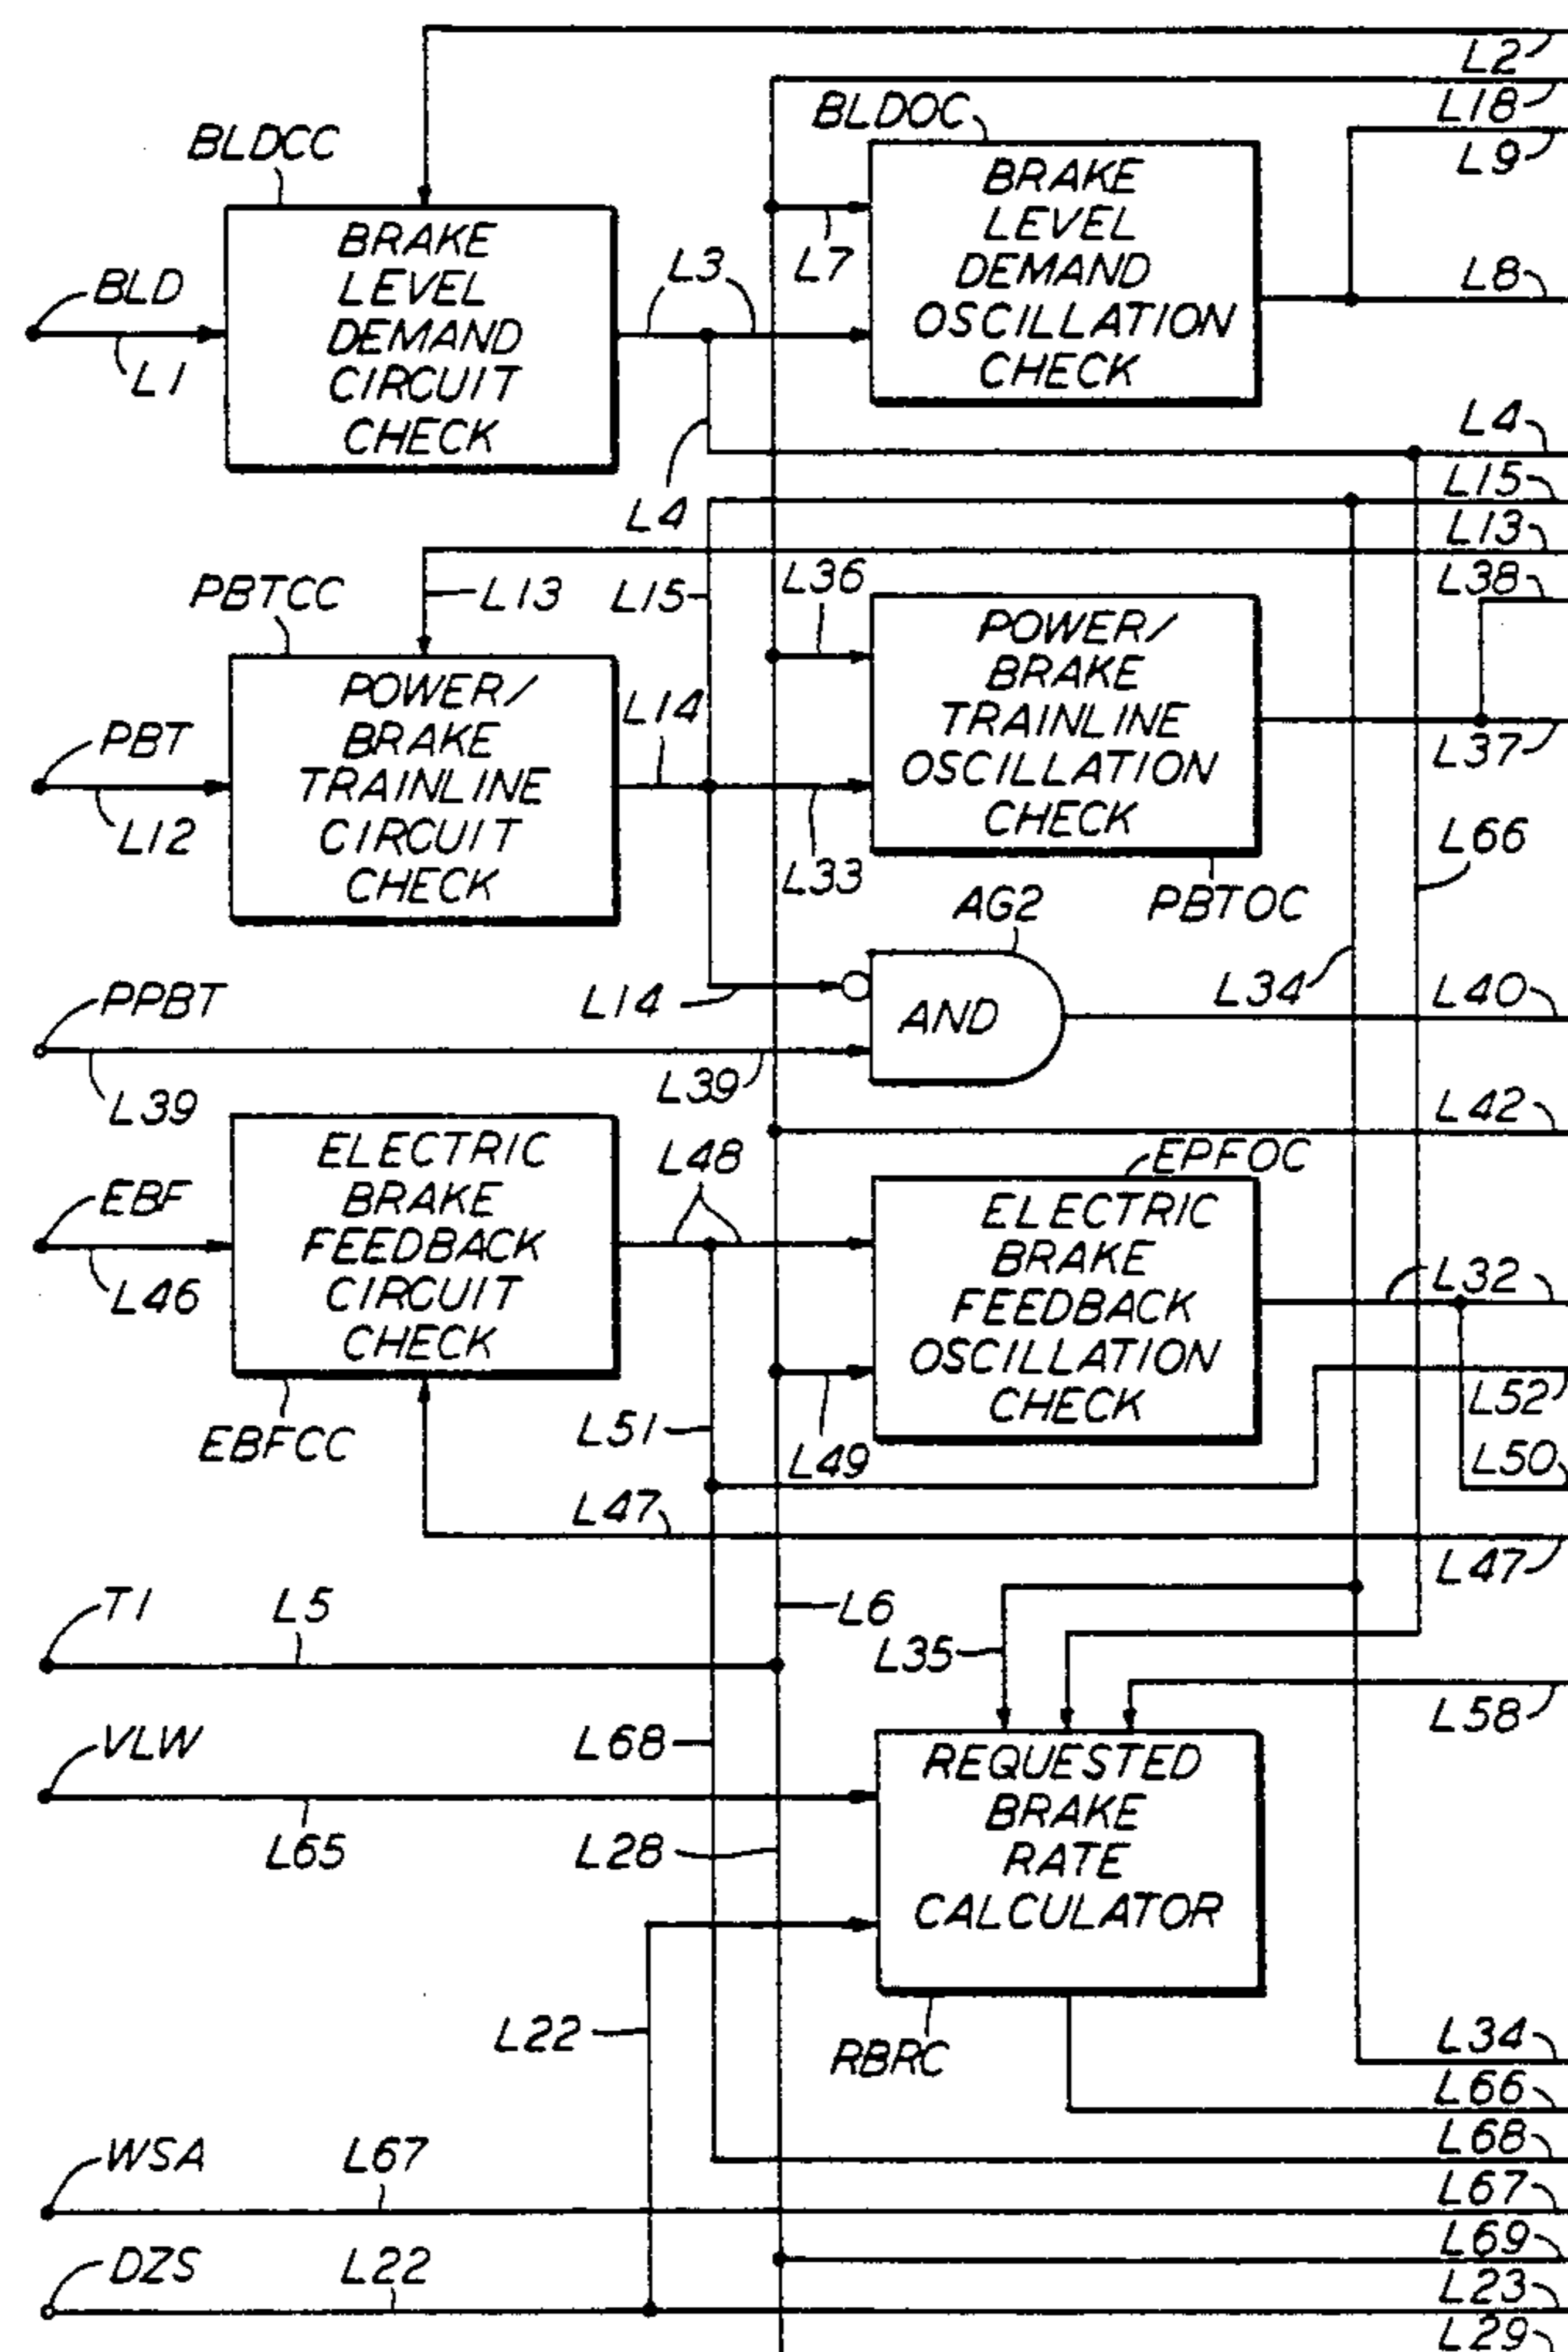 L2
L18
L9
BLDCC
BLDOC
BRAKE
LEVEL
DEMAND
CIRCUIT
CHECK
BRAKE
LEVEL
DEMAND
OSCILLATION
CHECK
BLD
L1
L3
L7
L8
L4
L4
L15
L13
L38
PBTCC
L13
L15
L36
POWER/
BRAKE
TRAINLINE
CIRCUIT
CHECK
POWER/
BRAKE
TRAINLINE
OSCILLATION
CHECK
PBT
L12
L14
L33
L37
L66
AG2
PBTOC
PPBT
L14
AND
L34
L40
L39
L39
L42
ELECTRIC
BRAKE
FEEDBACK
CIRCUIT
CHECK
L48
EPFOC
ELECTRIC
BRAKE
FEEDBACK
OSCILLATION
CHECK
EBF
L46
L32
L52
EBFCC
L51
L49
L50
L47
L47
T1
L5
L6
L35
L58
VLW
L68
REQUESTED
BRAKE
RATE
CALCULATOR
L65
L28
L22
RBRC
L34
L66
L68
WSA
L67
L67
L69
DZS
L22
L23
L29